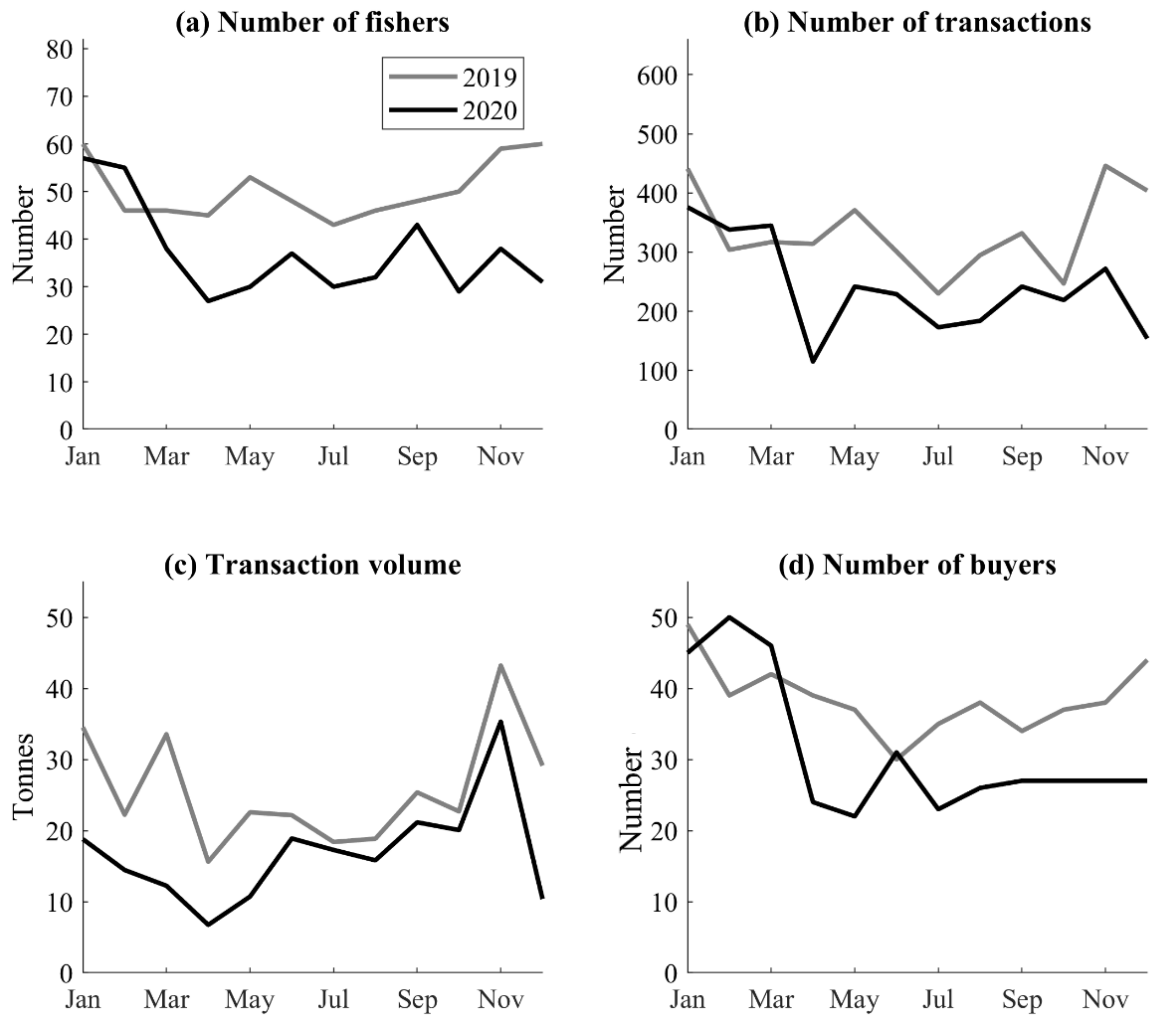 (a) Number of fishers
80
70
60
50
40
30
20
10
0
Number
2019
2020
Jan Mar May Jul Sep Nov
(b) Number of transactions
600
500
400
300
200
100
0
Number
Jan Mar May Jul Sep Nov
(c) Transaction volume
50
40
30
20
10
0
Tonnes
Jan Mar May Jul Sep Nov
(d) Number of buyers
50
40
30
20
10
0
Number
Jan Mar May Jul Sep Nov